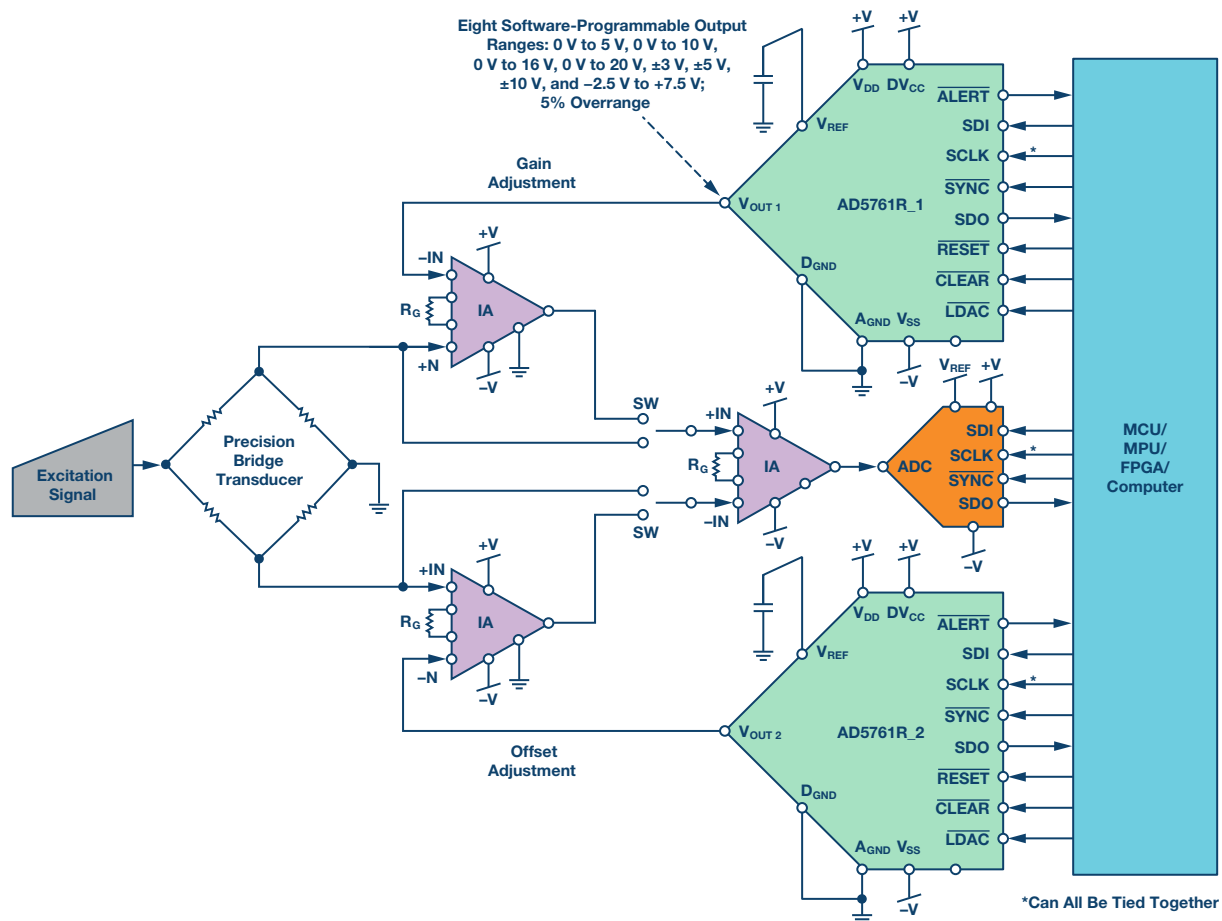 Eight Software-Programmable Output
Ranges: 0 V to 5 V, 0 V to 10 V,
0 V to 16 V, 0 V to 20 V, ±3 V, ±5 V,
±10 V, and −2.5 V to +7.5 V;
5% Overrange
+V
+V
VDD
DVCC
VREF
ALERT
SDI
SCLK
*
SYNC
SDO
RESET
CLEAR
LDAC
VOUT 1
AD5761R_1
DGND
AGND
VSS
−V
Gain
Adjustment
−IN
+V
RG
IA
+N
−V
Excitation
Signal
Precision
Bridge
Transducer
SW
SW
+IN
+V
RG
IA
−IN
−V
VREF
+V
ADC
SDI
SCLK
*
SYNC
SDO
−V
MCU/
MPU/
FPGA/
Computer
+IN
+V
RG
IA
−N
−V
Offset
Adjustment
+V
+V
VDD
DVCC
VREF
ALERT
SDI
SCLK
*
SYNC
SDO
RESET
CLEAR
LDAC
VOUT 2
AD5761R_2
DGND
AGND
VSS
−V
*Can All Be Tied Together